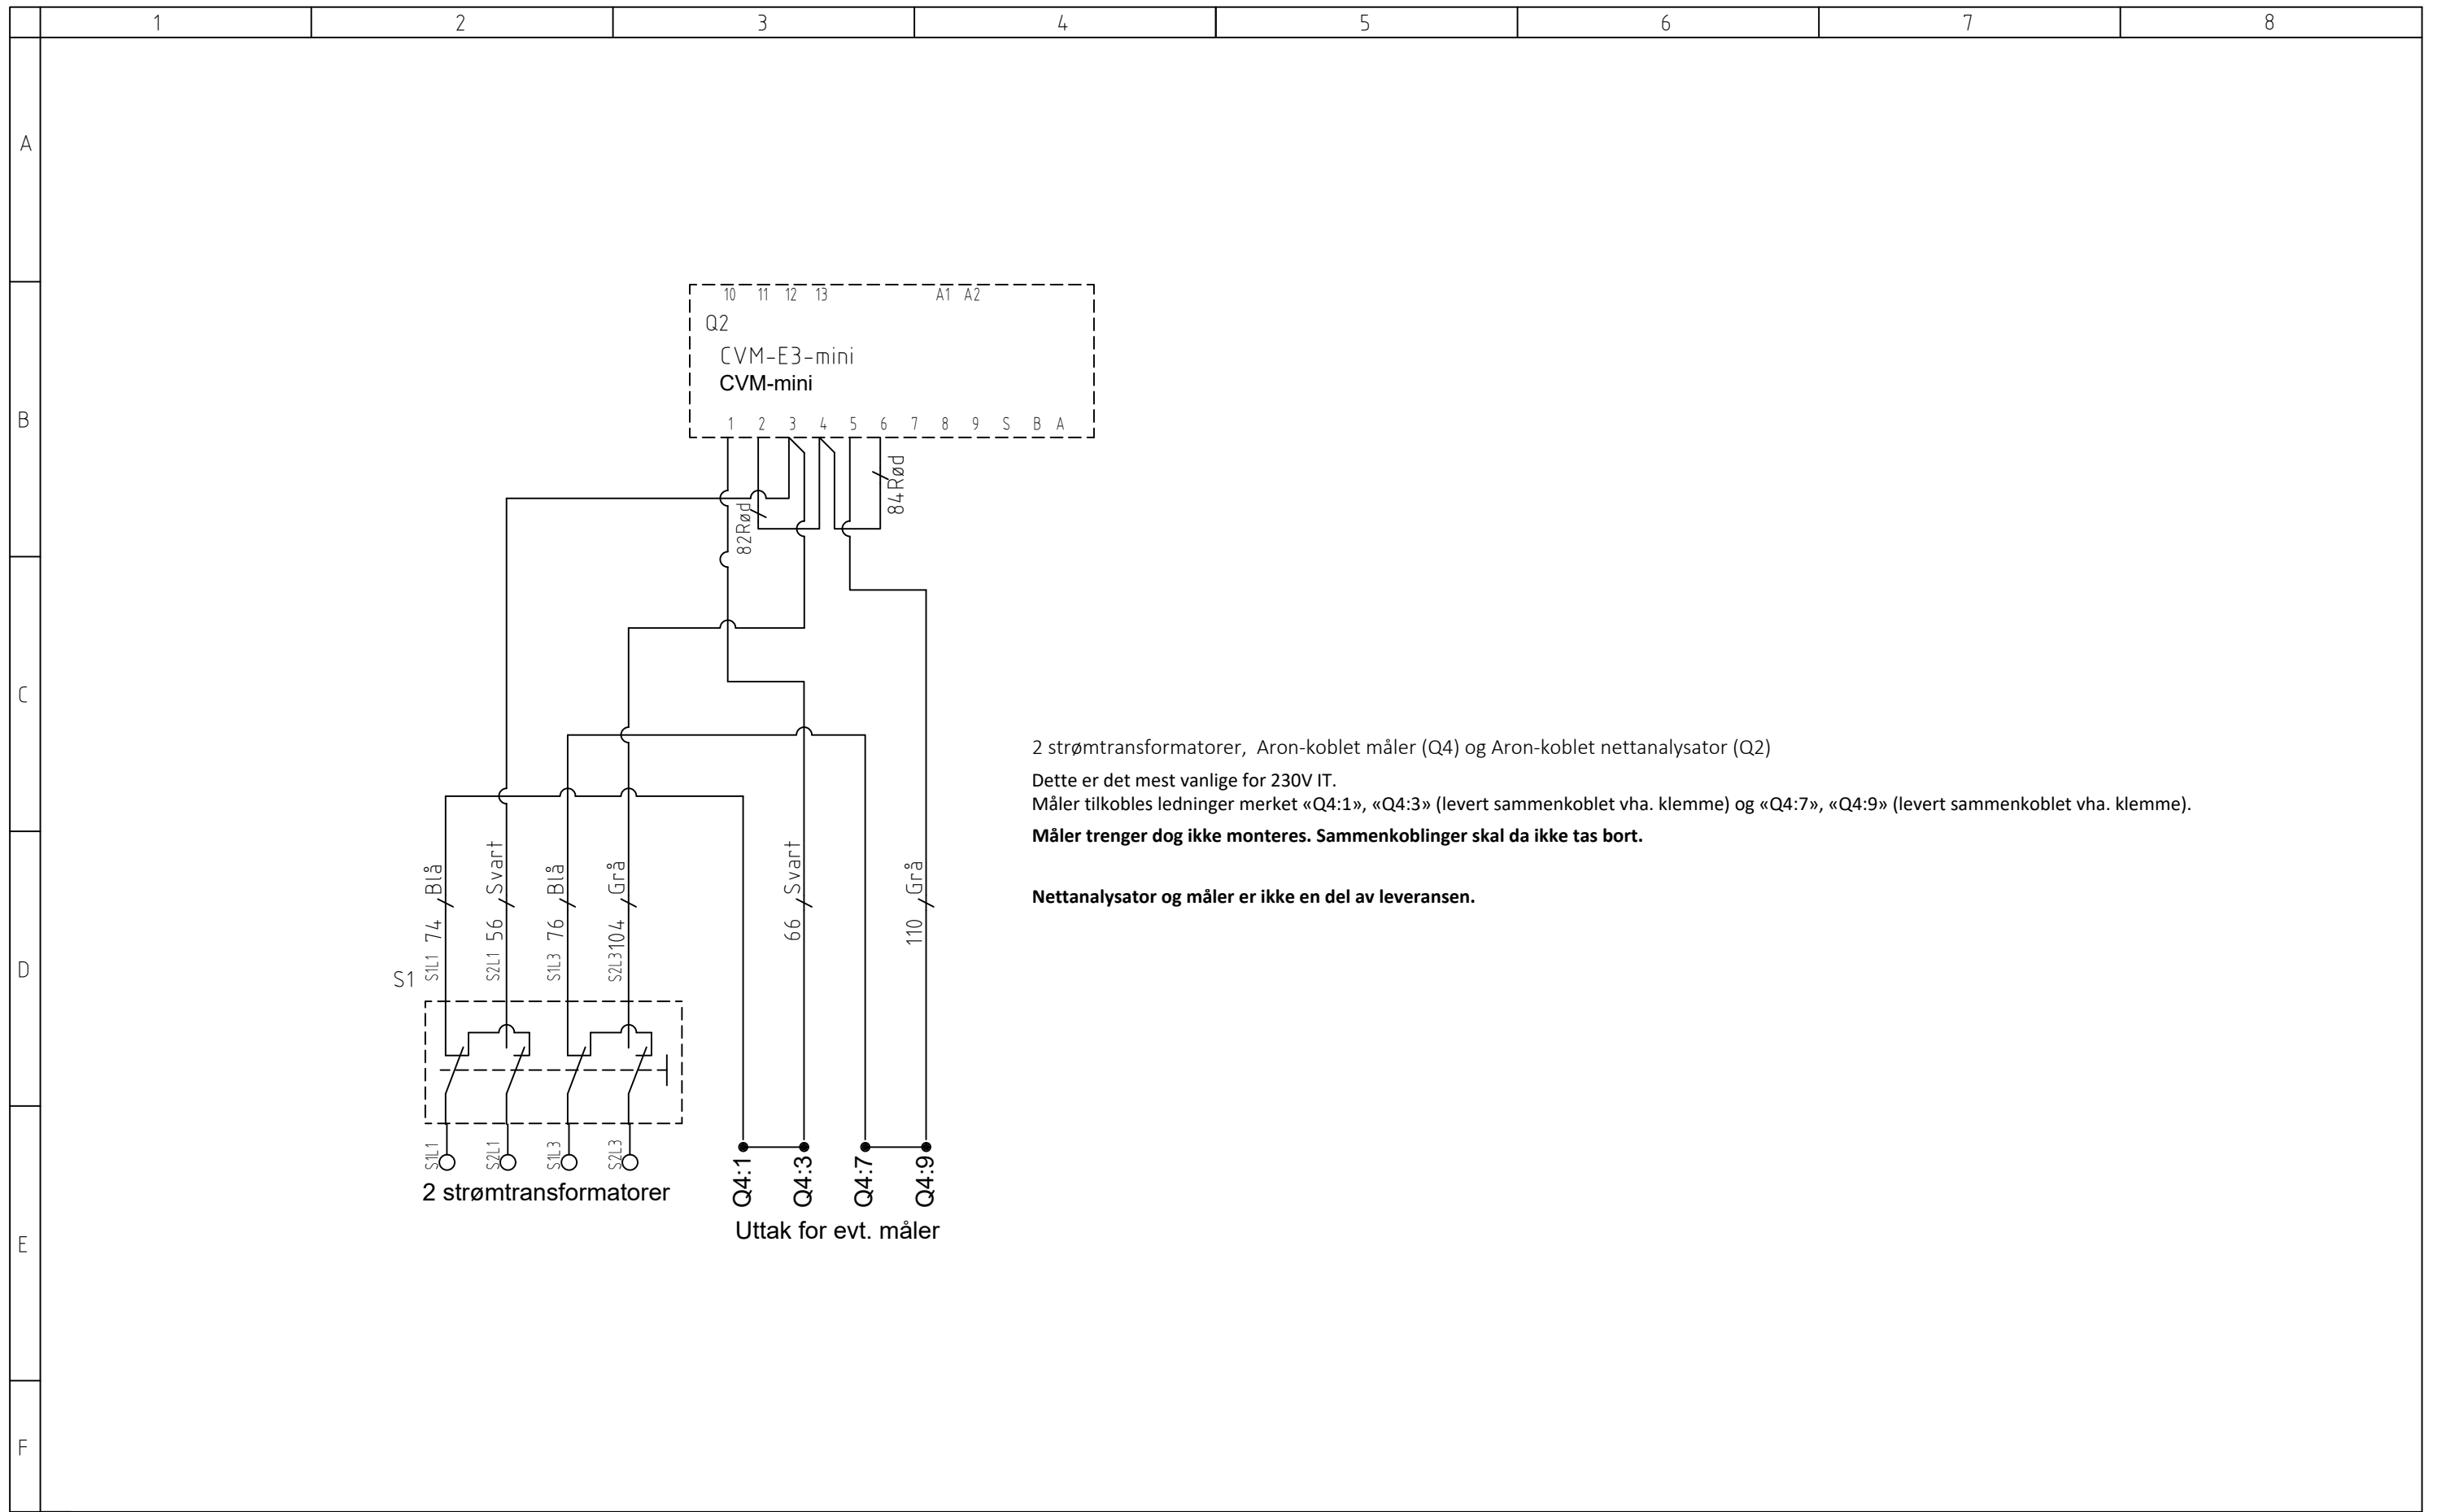 1 2 3 4 5 6 7 8
A
B
C
D
E
F
10 11 12 13 A1 A2
Q2
CVM-E3-mini
CVM-mini
1 2 3 4 5 6 7 8 9 S B A
82Rød
84Rød
2 strømtransformatorer, Aron-koblet måler (Q4) og Aron-koblet nettanalysator (Q2)
Dette er det mest vanlige for 230V IT.
Måler tilkobles ledninger merket «Q4:1», «Q4:3» (levert sammenkoblet vha. klemme) og «Q4:7», «Q4:9» (levert sammenkoblet vha. klemme).
Måler trenger dog ikke monteres. Sammenkoblinger skal da ikke tas bort.
Nettanalysator og måler er ikke en del av leveransen.
S1L1 74 Blå
S2L1 56 Svart
S1L3 76 Blå
S2L3 104 Grå
66 Svart
110 Grå
S1
S1L1
S2L1
S1L3
S2L3
2 strømtransformatorer
Q4:1
Q4:3
Q4:7
Q4:9
Uttak for evt. måler